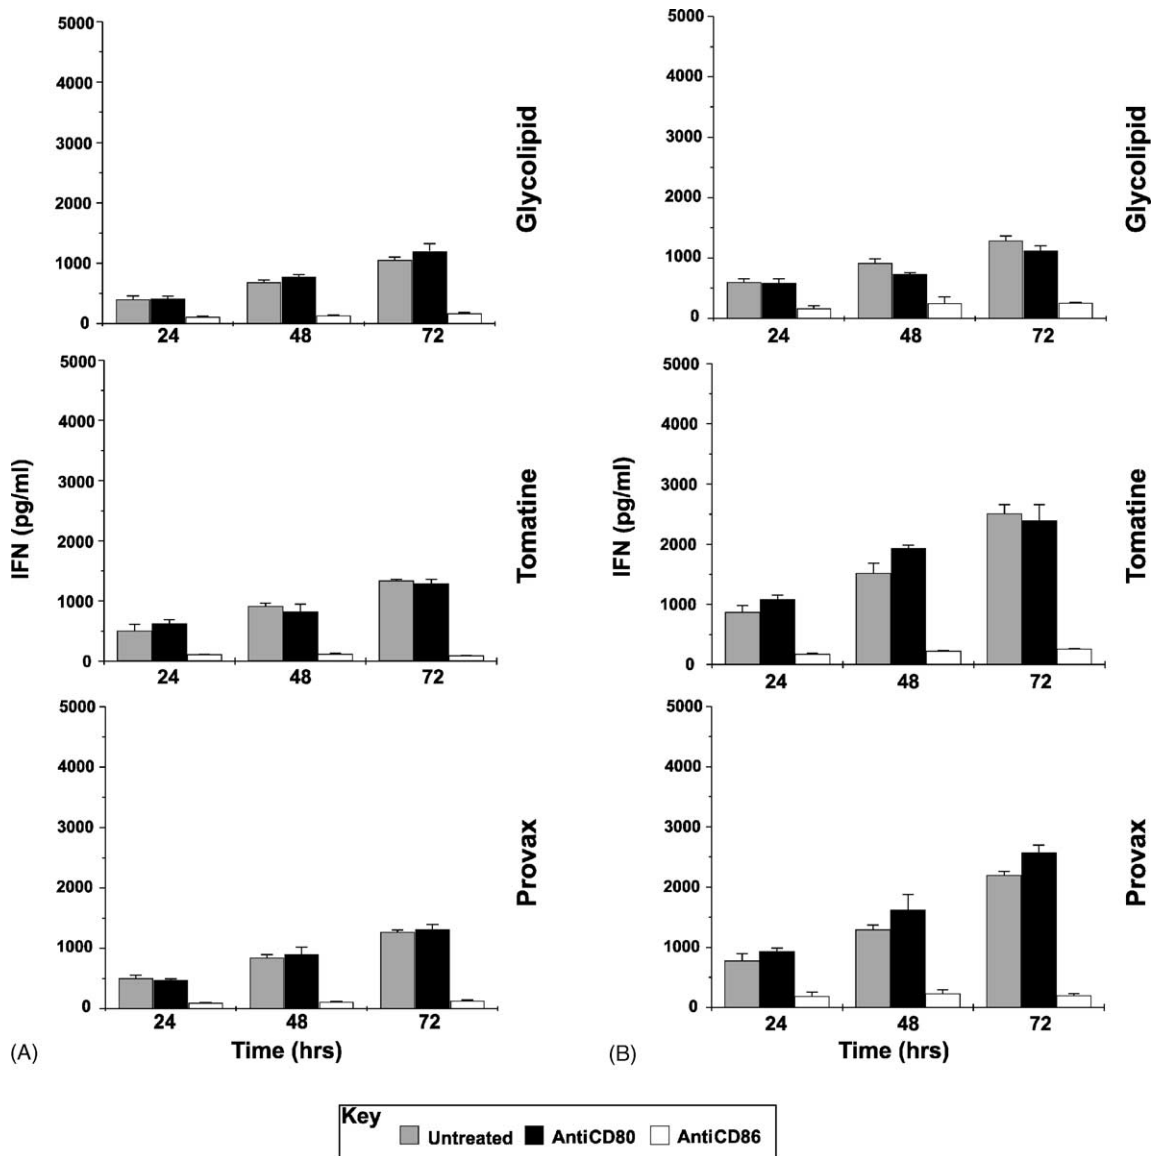 5000
4000
3000
2000
1000
0
24 48 72
Glycolipid
5000
4000
3000
2000
1000
0
24 48 72
Glycolipid
5000
4000
3000
2000
1000
0
24 48 72
IFN (pg/ml)
Tomatine
5000
4000
3000
2000
1000
0
24 48 72
IFN (pg/ml)
Tomatine
5000
4000
3000
2000
1000
0
24 48 72
Provax
(A)
Time (hrs)
5000
4000
3000
2000
1000
0
24 48 72
Provax
(B)
Time (hrs)
Key
Untreated AntiCD80 AntiCD86